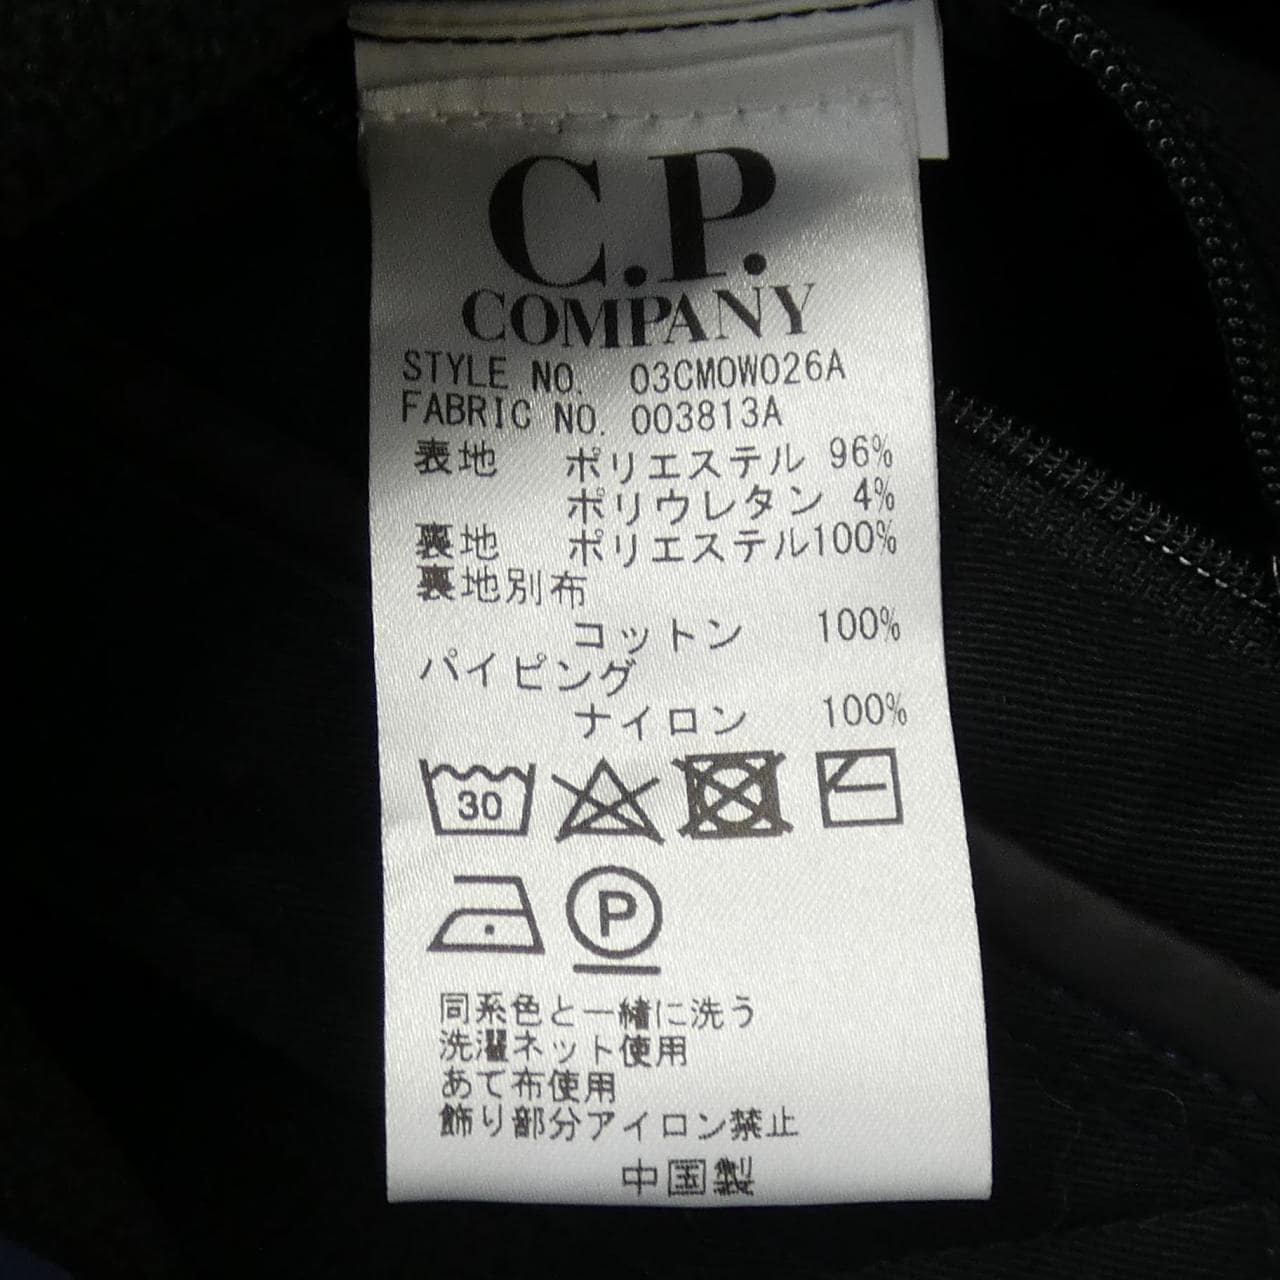 C.P.
COMPANY
STYLE NO. 03CMOW026A
FABRIC NO. 003813A
表地 ポリエステル 96%
ポリウレタン 4%
裏地 ポリエステル100%
裏地別布
コットン 100%
パイピング
ナイロン 100%
30
P
同系色と一緒に洗う
洗濯ネット使用
あて布使用
飾り部分アイロン禁止
中国製